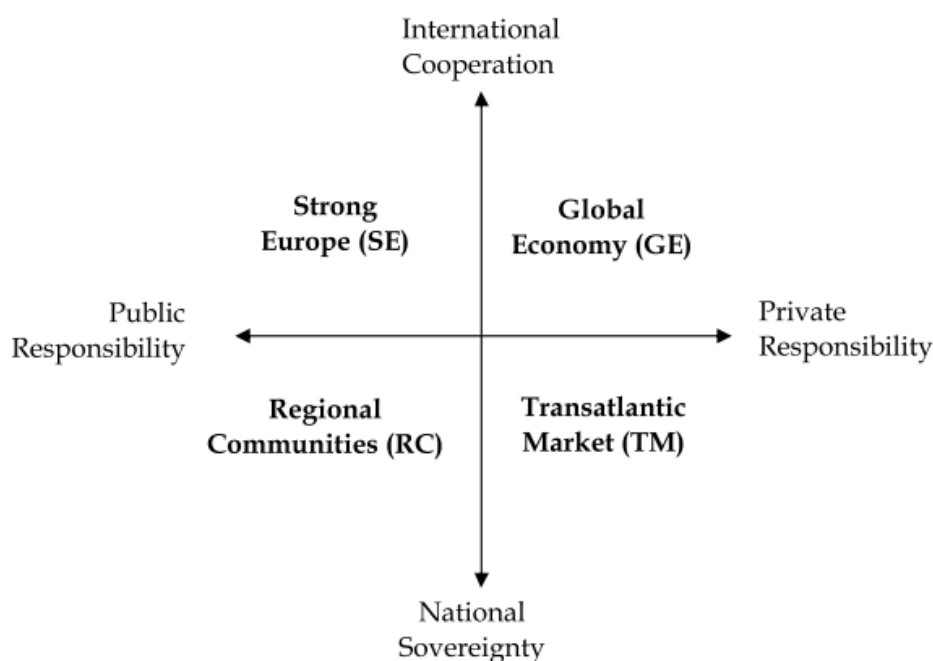 International
Cooperation
Strong
Europe (SE)
Global
Economy (GE)
Public
Responsibility
Private
Responsibility
Regional
Communities (RC)
Transatlantic
Market (TM)
National
Sovereignty